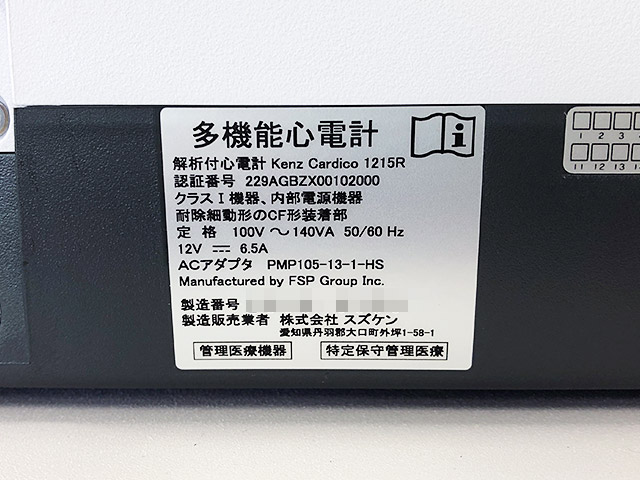 多機能心電計
i
解析付心電計 Kenz Cardico 1215R
認証番号 229AGBZX00102000
クラスⅠ機器、内部電源機器
耐除細動形のCF形装着部
定 格 100V ～140VA 50/60 Hz
12V ⎓ 6.5A
ACアダプタ PMP105-13-1-HS
Manufactured by FSP Group Inc.
製造番号
製造販売業者 株式会社 スズケン
愛知県丹羽郡大口町外坪1-58-1
管理医療機器 特定保守管理医療
1 2 3 4
11 12 13